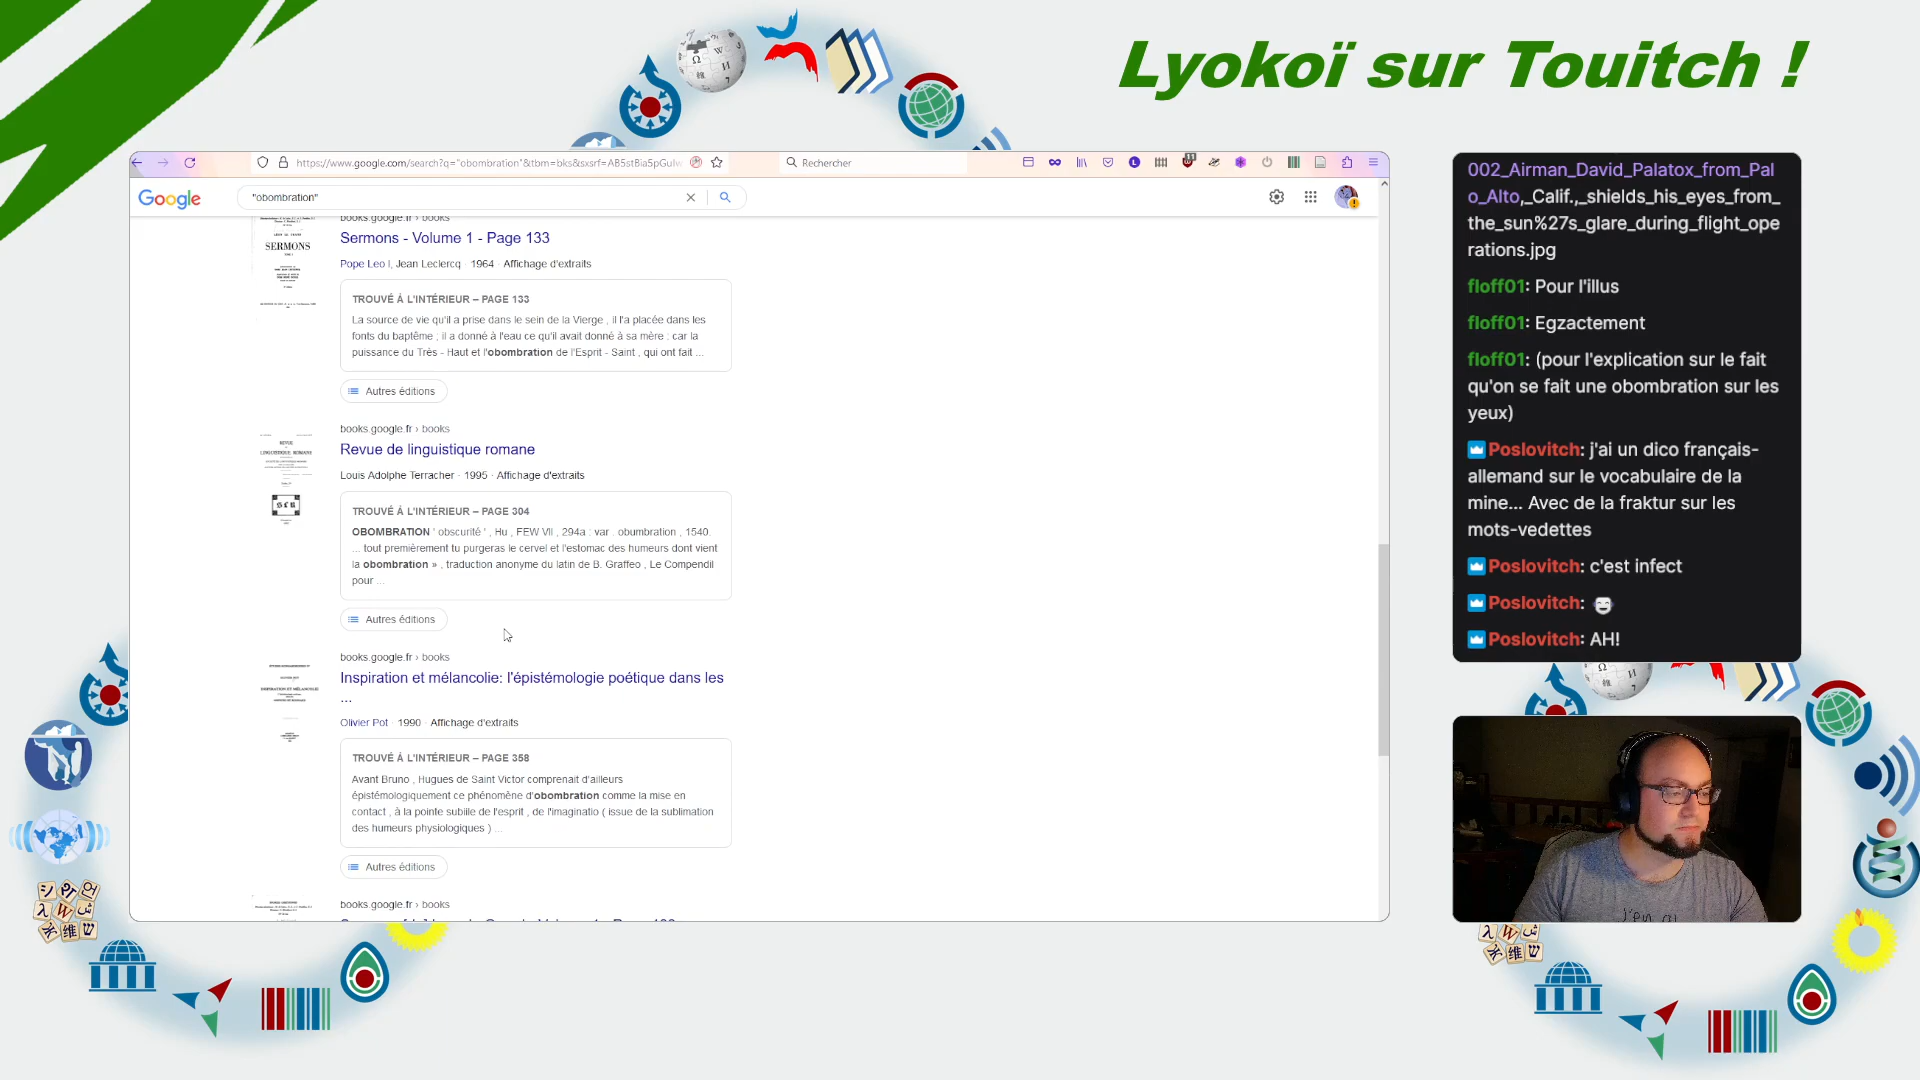 Lyokoï sur Touitch !
https://www.google.com/search?q="obombration"&tbm=bks&sxsrf=AB5stBia5pGuIw
Rechercher
Google
"obombration"
books.google.fr › books
Sermons - Volume 1 - Page 133
Pope Leo I, Jean Leclercq · 1964 · Affichage d'extraits
SERMONS
TROUVÉ À L'INTÉRIEUR – PAGE 133
La source de vie qu'il a prise dans le sein de la Vierge , il l'a placée dans les
fonts du baptême ; il a donné à l'eau ce qu'il avait donné à sa mère : car la
puissance du Très - Haut et l'obombration de l'Esprit - Saint , qui ont fait ...
Autres éditions
books.google.fr › books
Revue de linguistique romane
Louis Adolphe Terracher · 1995 · Affichage d'extraits
REVUE
LINGUISTIQUE ROMANE
TROUVÉ À L'INTÉRIEUR – PAGE 304
OBOMBRATION ' obscurité ' , Hu , FEW VII , 294a : var . obumbration , 1540.
... tout premièrement tu purgeras le cervel et l'estomac des humeurs dont vient
la obombration » , traduction anonyme du latin de B. Graffeo , Le Compendil
pour ...
Autres éditions
books.google.fr › books
Inspiration et mélancolie: l'épistémologie poétique dans les
...
Olivier Pot · 1990 · Affichage d'extraits
INSPIRATION ET MÉLANCOLIE
TROUVÉ À L'INTÉRIEUR – PAGE 358
Avant Bruno , Hugues de Saint Victor comprenait d'ailleurs
épistémologiquement ce phénomène d'obombration comme la mise en
contact , à la pointe subiile de l'esprit , de l'imaginatio ( issue de la sublimation
des humeurs physiologiques ) ...
Autres éditions
books.google.fr › books
002_Airman_David_Palatox_from_Pal
o_Alto,_Calif.,_shields_his_eyes_from_
the_sun%27s_glare_during_flight_ope
rations.jpg
floff01: Pour l'illus
floff01: Egzactement
floff01: (pour l'explication sur le fait
qu'on se fait une obombration sur les
yeux)
Poslovitch: j'ai un dico français-
allemand sur le vocabulaire de la
mine... Avec de la fraktur sur les
mots-vedettes
Poslovitch: c'est infect
Poslovitch:
Poslovitch: AH!
j'en ai